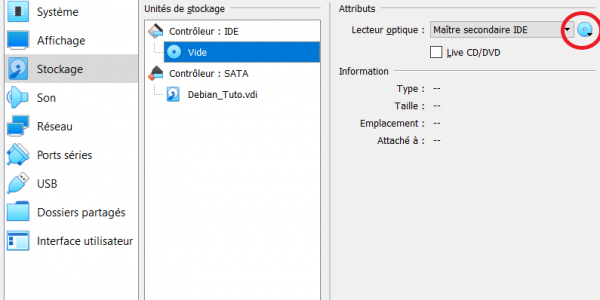 Système
Affichage
Stockage
Son
Réseau
Ports séries
USB
Dossiers partagés
Interface utilisateur
Unités de stockage
Contrôleur : IDE
Vide
Contrôleur : SATA
Debian_Tuto.vdi
Attributs
Lecteur optique : Maître secondaire IDE
Live CD/DVD
Information
Type : --
Taille : --
Emplacement : --
Attaché à : --